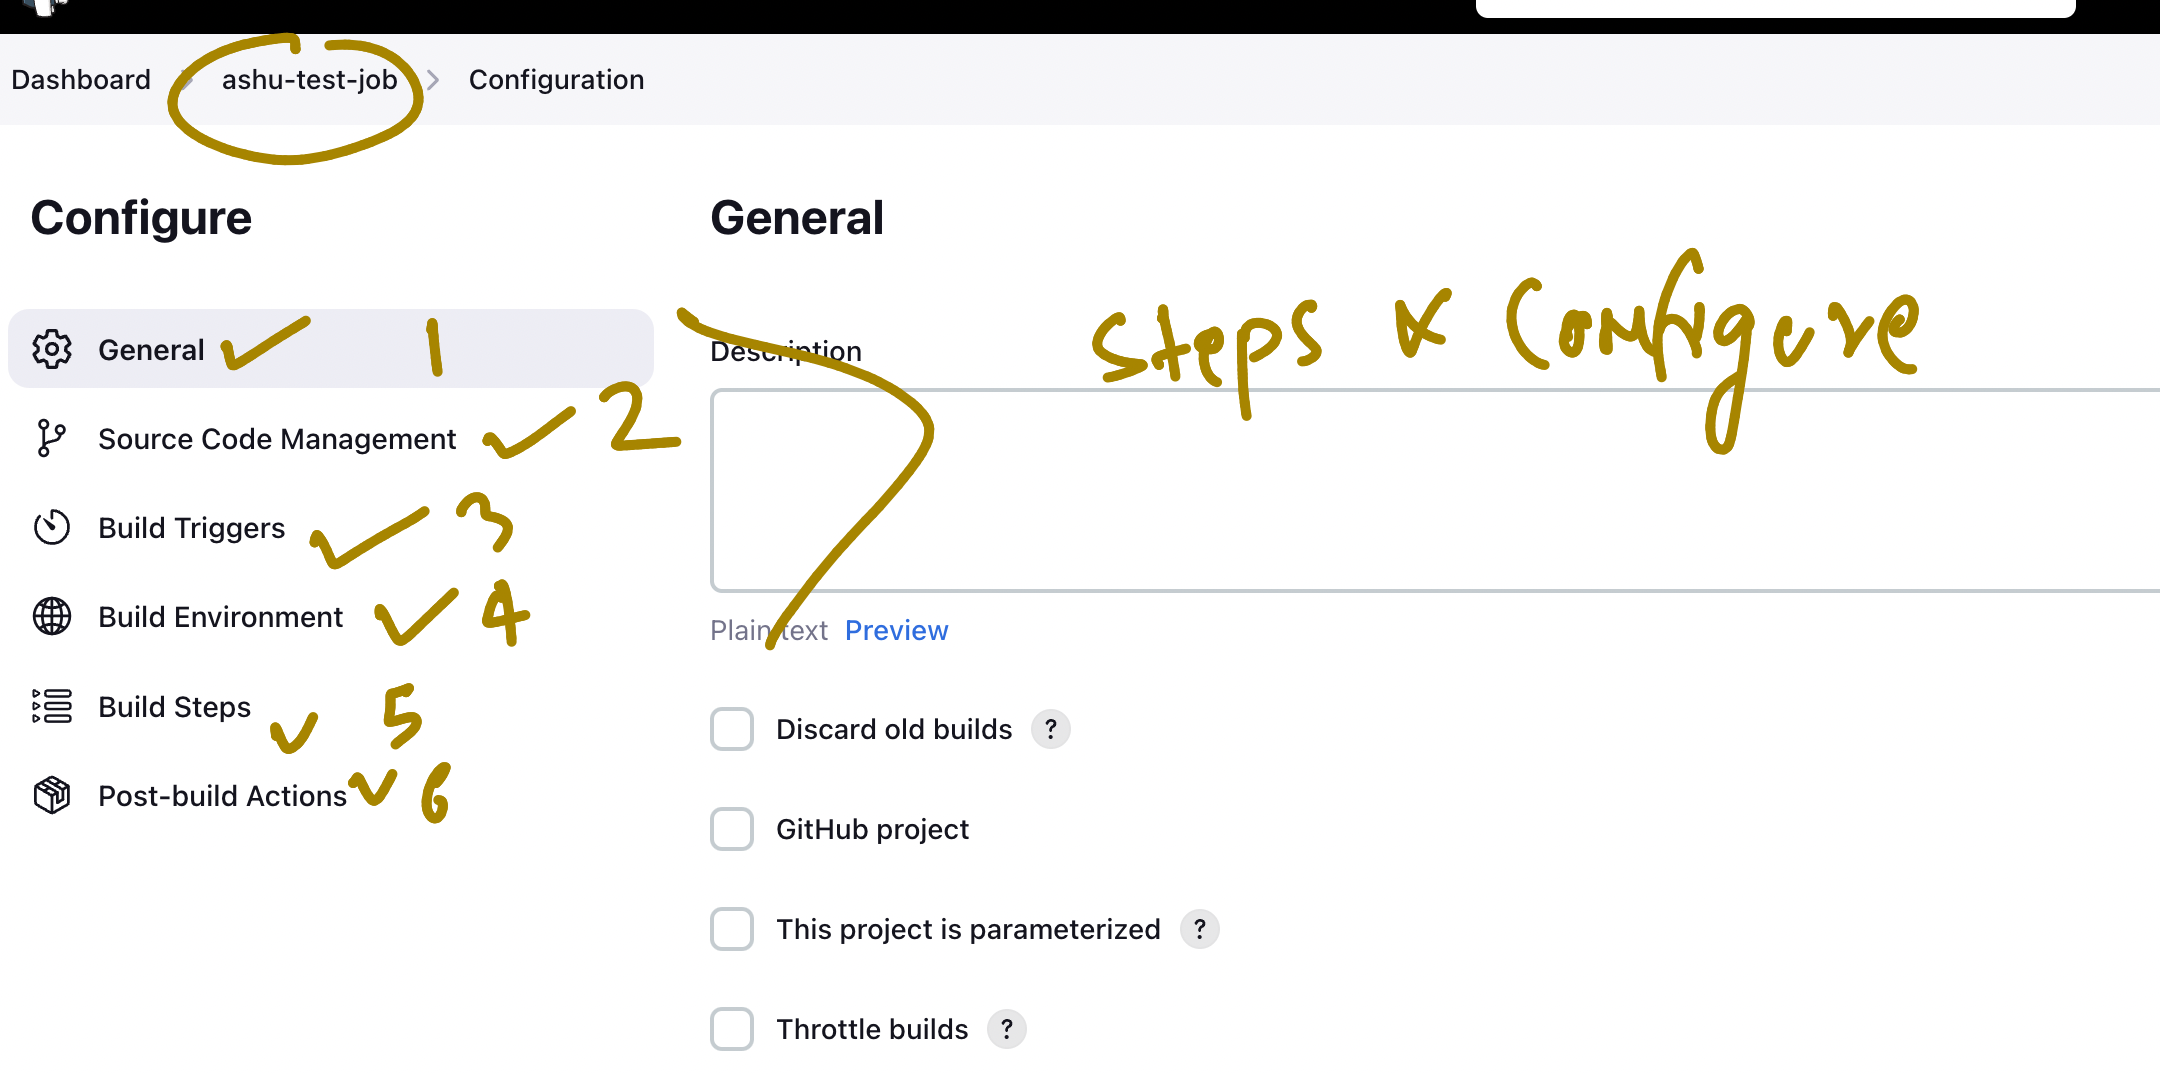 Dashboard > ashu-test-job > Configuration
Configure
General
General 1
Source Code Management 2
Build Triggers 3
Build Environment 4
Build Steps 5
Post-build Actions 6
Steps Configure
Description
Plain text Preview
Discard old builds ?
GitHub project
This project is parameterized ?
Throttle builds ?